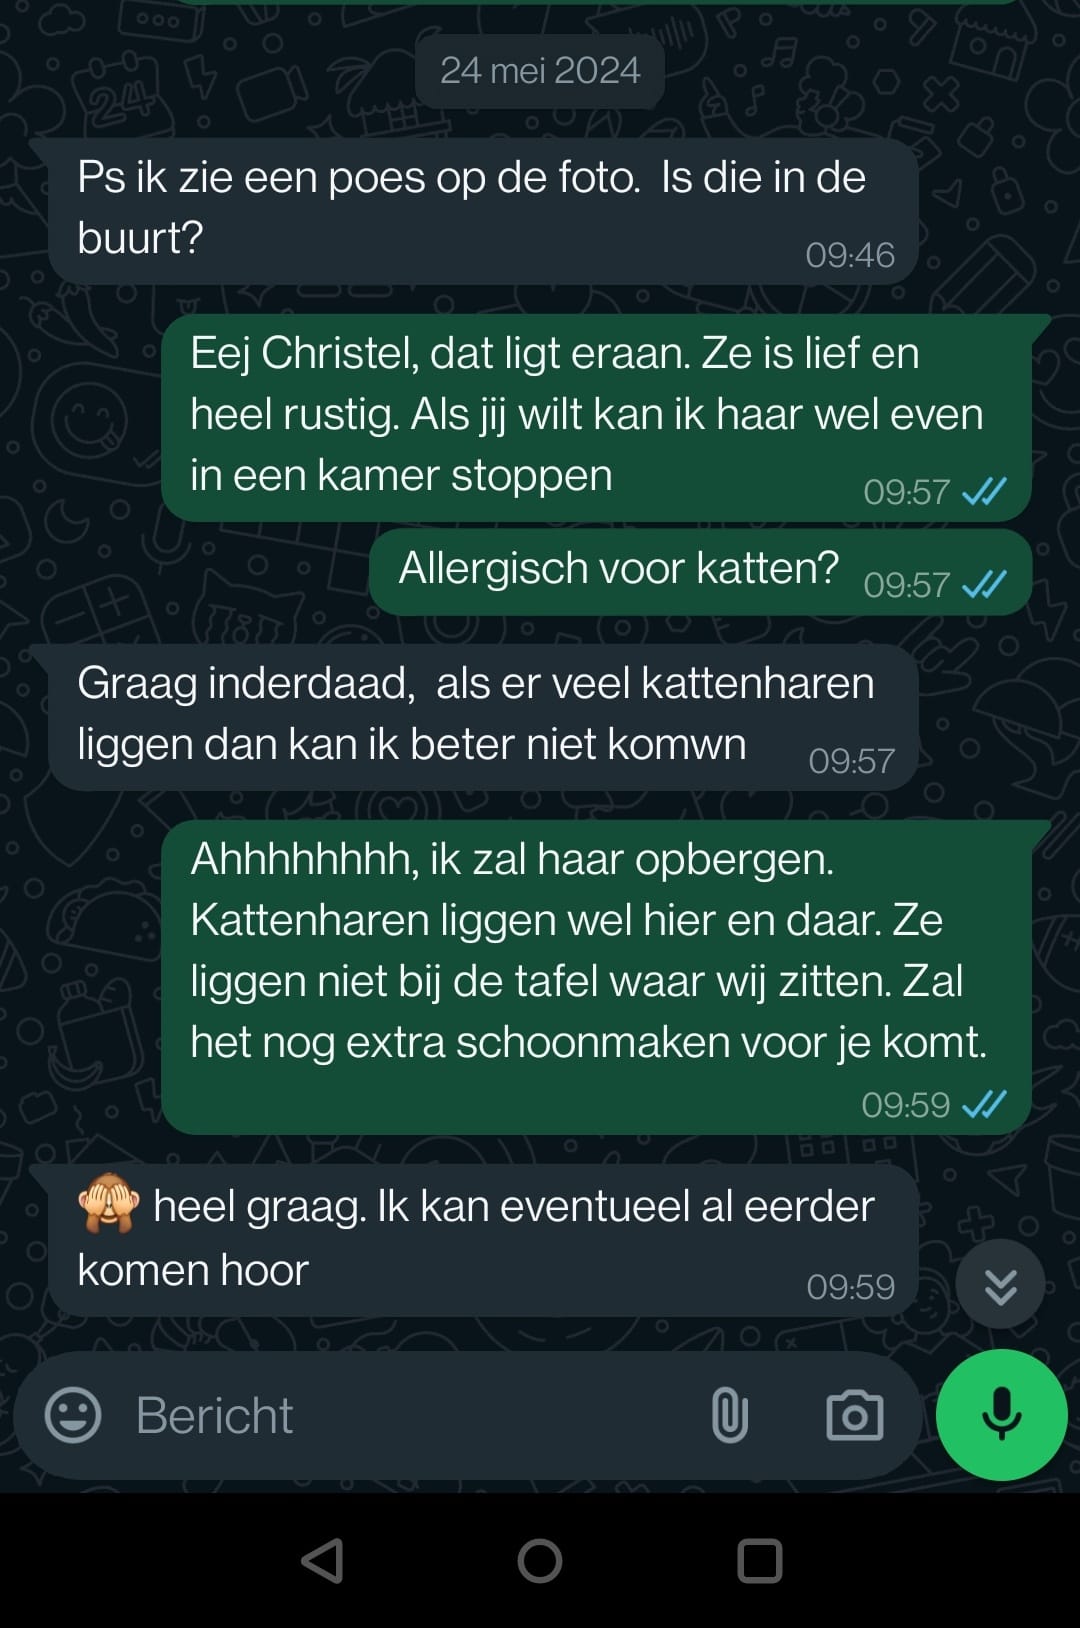 24 mei 2024
Ps ik zie een poes op de foto.  Is die in de
buurt?
09:46
Eej Christel, dat ligt eraan. Ze is lief en
heel rustig. Als jij wilt kan ik haar wel even
in een kamer stoppen
09:57
Allergisch voor katten?
09:57
Graag inderdaad,  als er veel kattenharen
liggen dan kan ik beter niet komwn
09:57
Ahhhhhhhh, ik zal haar opbergen.
Kattenharen liggen wel hier en daar. Ze
liggen niet bij de tafel waar wij zitten. Zal
het nog extra schoonmaken voor je komt.
09:59
🙈 heel graag. Ik kan eventueel al eerder
komen hoor
09:59
Bericht